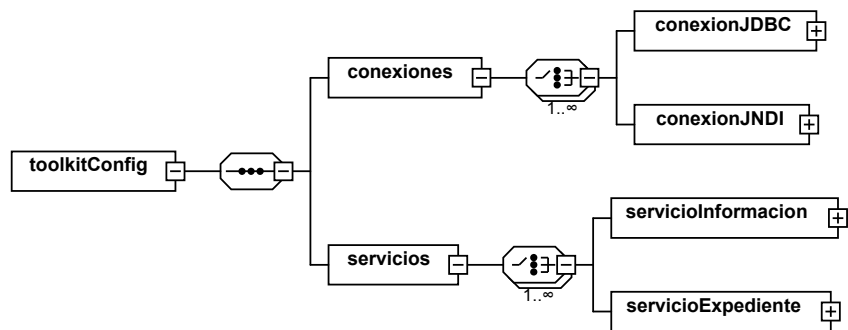 conexionJDBC
conexiones
1..∞
conexionJNDI
toolkitConfig
servicioInformacion
servicios
1..∞
servicioExpediente